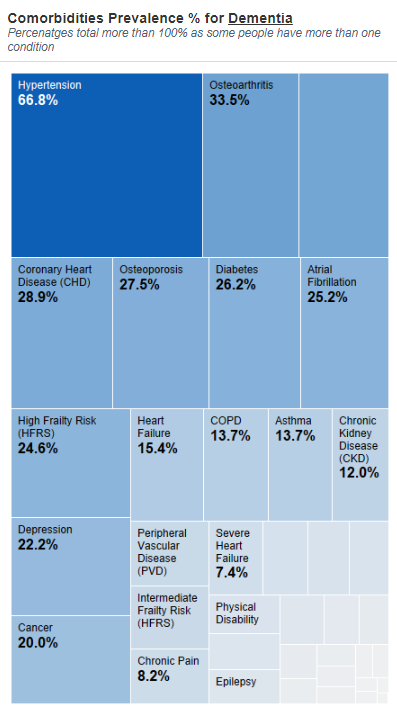 Comorbidities Prevalence % for Dementia
Percenatges total more than 100% as some people have more than one
condition
Hypertension
66.8%
Osteoarthritis
33.5%
Coronary Heart
Disease (CHD)
28.9%
Osteoporosis
27.5%
Diabetes
26.2%
Atrial
Fibrillation
25.2%
High Frailty Risk
(HFRS)
24.6%
Heart
Failure
15.4%
COPD
13.7%
Asthma
13.7%
Chronic
Kidney
Disease
(CKD)
12.0%
Depression
22.2%
Peripheral
Vascular
Disease
(PVD)
Severe
Heart
Failure
7.4%
Intermediate
Frailty Risk
(HFRS)
Physical
Disability
Cancer
20.0%
Chronic Pain
8.2%
Epilepsy